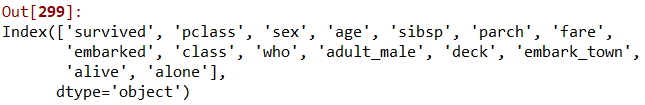 Out[299]:
Index(['survived', 'pclass', 'sex', 'age', 'sibsp', 'parch', 'fare',
'embarked', 'class', 'who', 'adult_male', 'deck', 'embark_town',
'alive', 'alone'],
dtype='object')